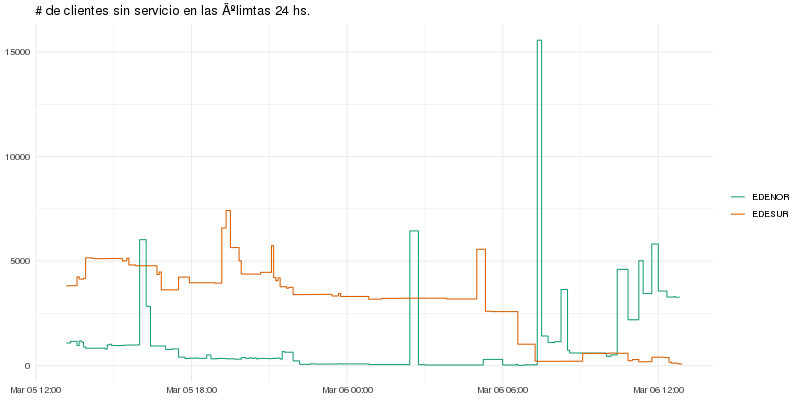 # de clientes sin servicio en las Ãºlimtas 24 hs.
15000
10000
5000
0
EDENOR
EDESUR
Mar 05 12:00
Mar 05 18:00
Mar 06 00:00
Mar 06 06:00
Mar 06 12:00